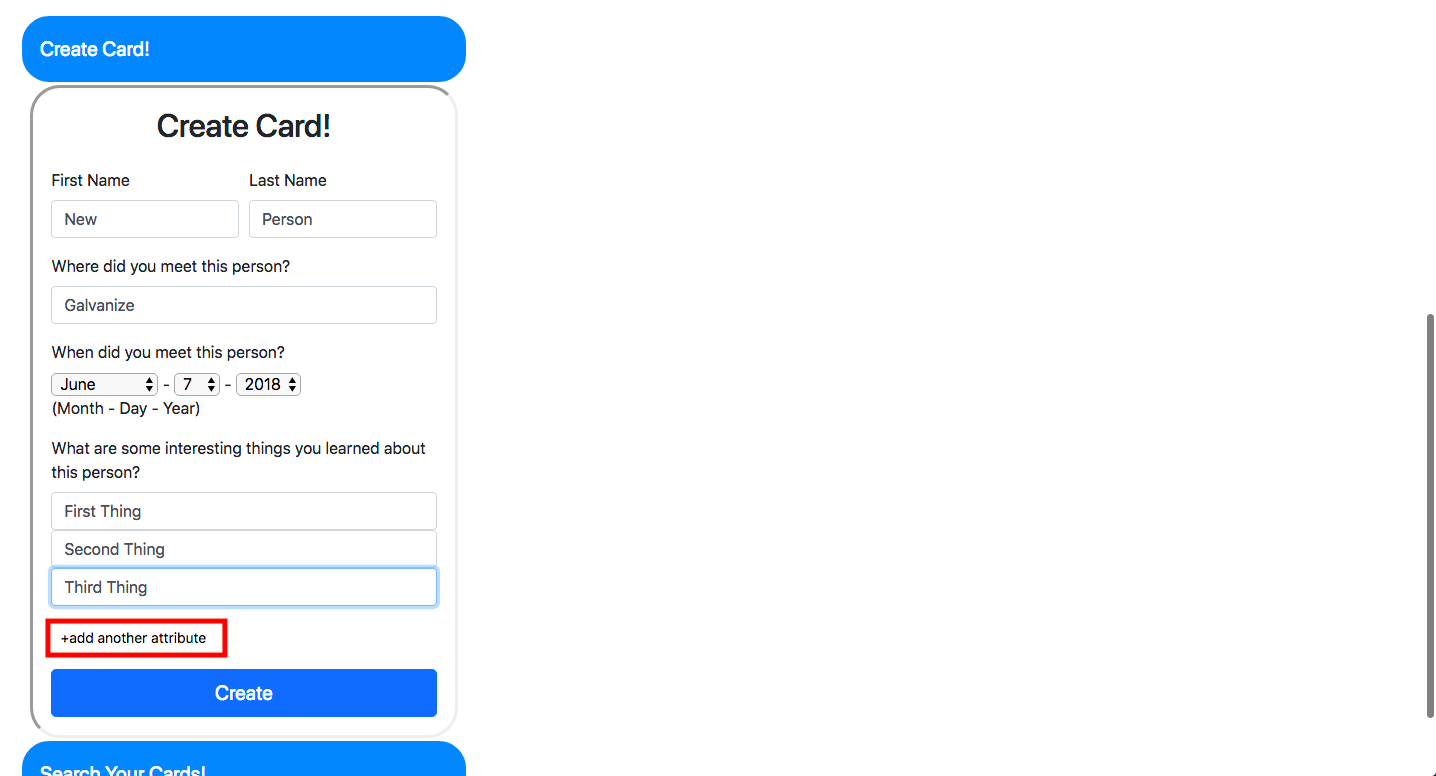 Create Card!
Create Card!
First Name Last Name
New Person
Where did you meet this person?
Galvanize
When did you meet this person?
June - 7 - 2018
(Month - Day - Year)
What are some interesting things you learned about
this person?
First Thing
Second Thing
Third Thing
+add another attribute
Create
Search Your Cards!